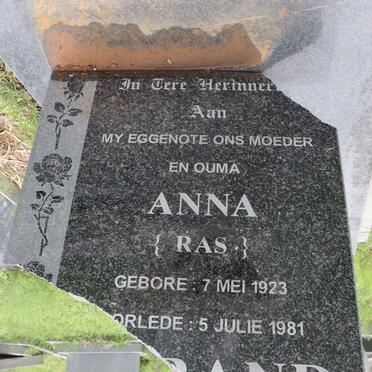 In Tere Herinner
Aan
MY EGGENOTE ONS MOEDER
EN OUMA
ANNA
{ RAS }
GEBORE : 7 MEI 1923
ORLEDE : 5 JULIE 1981